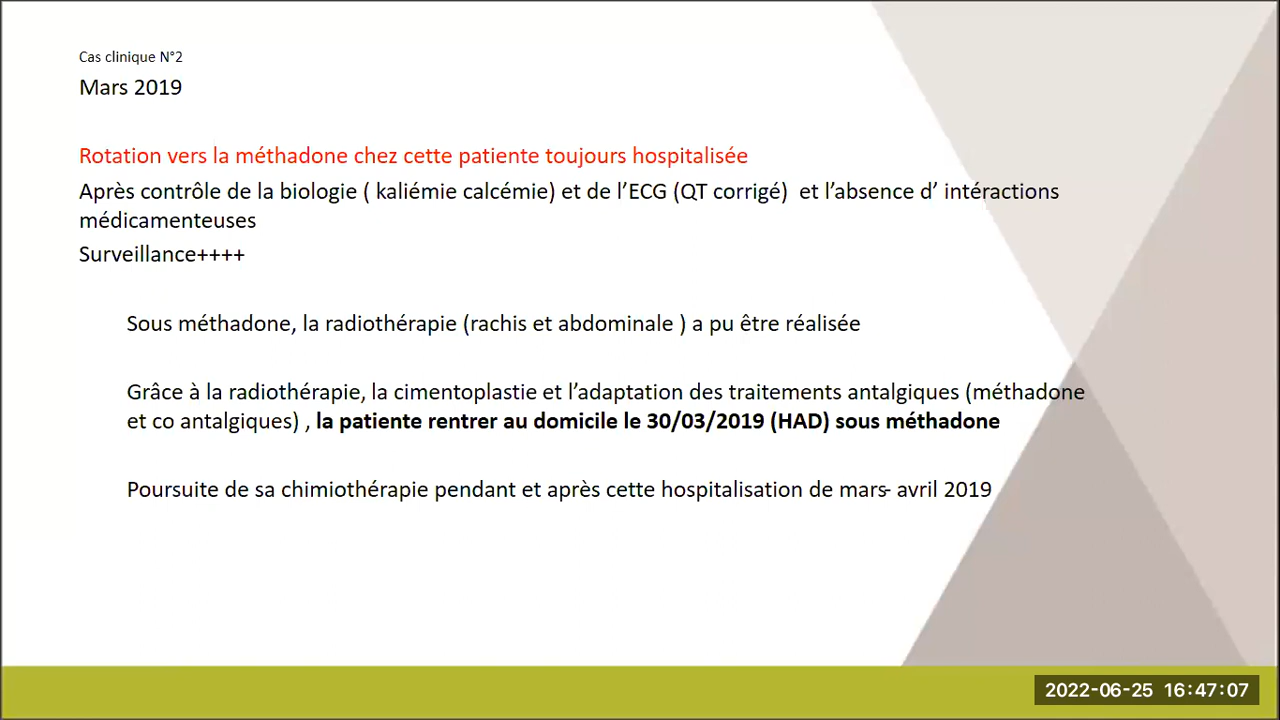 Cas clinique N°2
Mars 2019
Rotation vers la méthadone chez cette patiente toujours hospitalisée
Après contrôle de la biologie ( kaliémie calcémie) et de l’ECG (QT corrigé) et l’absence d’ intéractions
médicamenteuses
Surveillance++++
Sous méthadone, la radiothérapie (rachis et abdominale ) a pu être réalisée
Grâce à la radiothérapie, la cimentoplastie et l’adaptation des traitements antalgiques (méthadone
et co antalgiques) , la patiente rentrer au domicile le 30/03/2019 (HAD) sous méthadone
Poursuite de sa chimiothérapie pendant et après cette hospitalisation de mars- avril 2019
2022-06-25 16:47:07